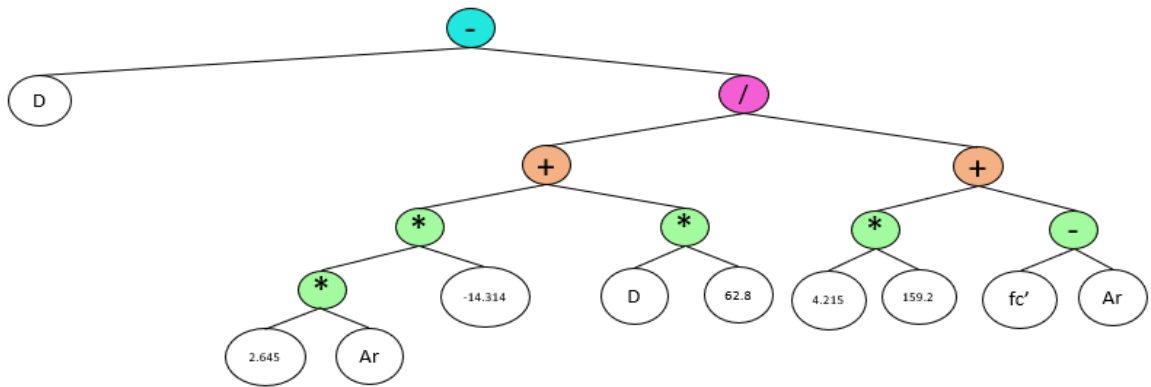 -
D
/
+
+
*
*
*
-
*
-14.314
D
62.8
4.215
159.2
fc’
Ar
2.645
Ar